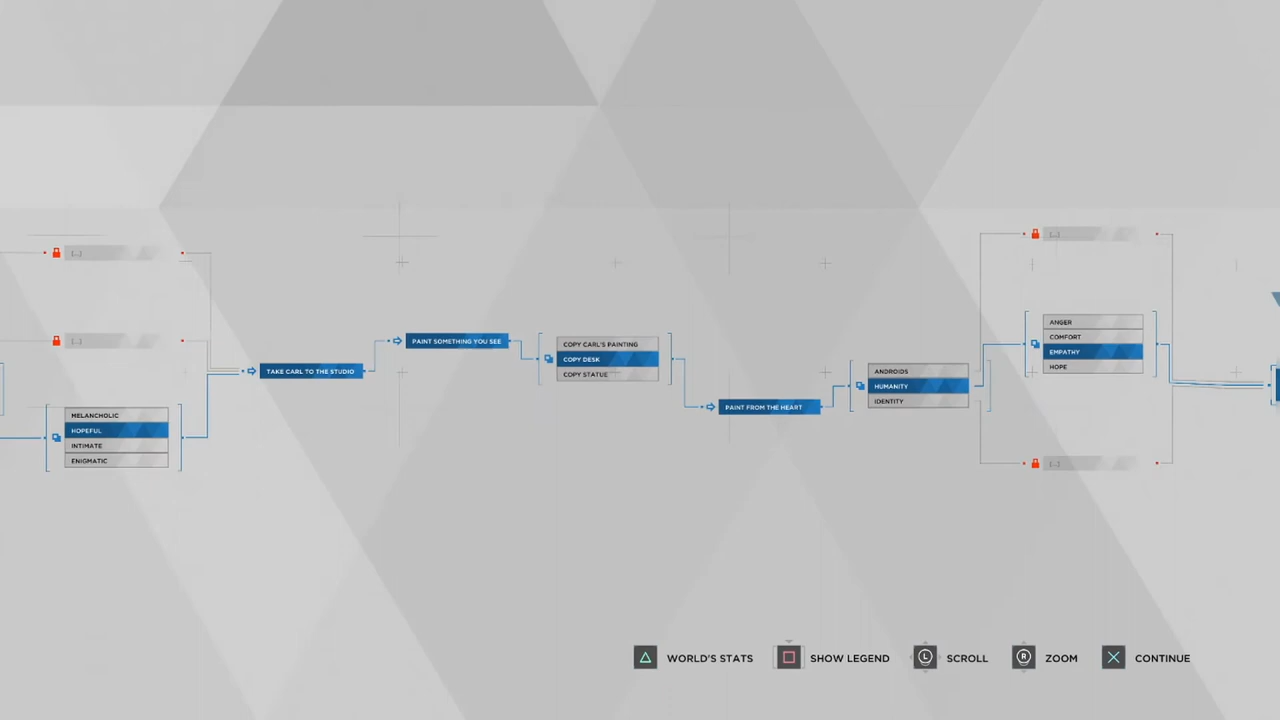 [...]
[...]
MELANCHOLIC
HOPEFUL
INTIMATE
ENIGMATIC
TAKE CARL TO THE STUDIO
PAINT SOMETHING YOU SEE
COPY CARL'S PAINTING
COPY DESK
COPY STATUE
PAINT FROM THE HEART
ANDROIDS
HUMANITY
IDENTITY
[...]
ANGER
COMFORT
EMPATHY
HOPE
[...]
WORLD'S STATS
SHOW LEGEND
L
SCROLL
R
ZOOM
CONTINUE